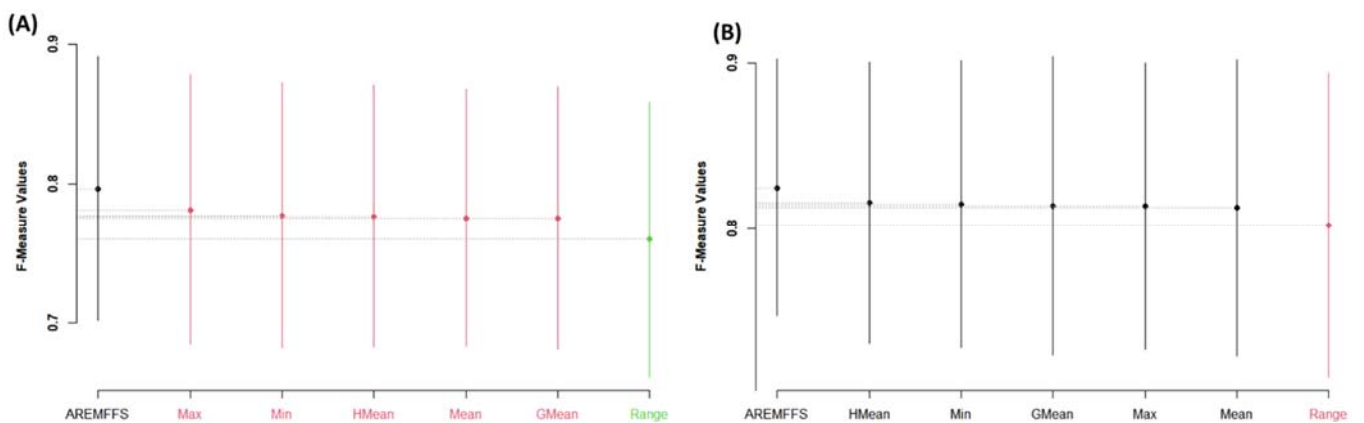 (A)
F-Measure Values
0.9
0.8
0.7
AREMFFS Max Min HMean Mean GMean Range
(B)
F-Measure Values
0.9
0.8
AREMFFS HMean Min GMean Max Mean Range